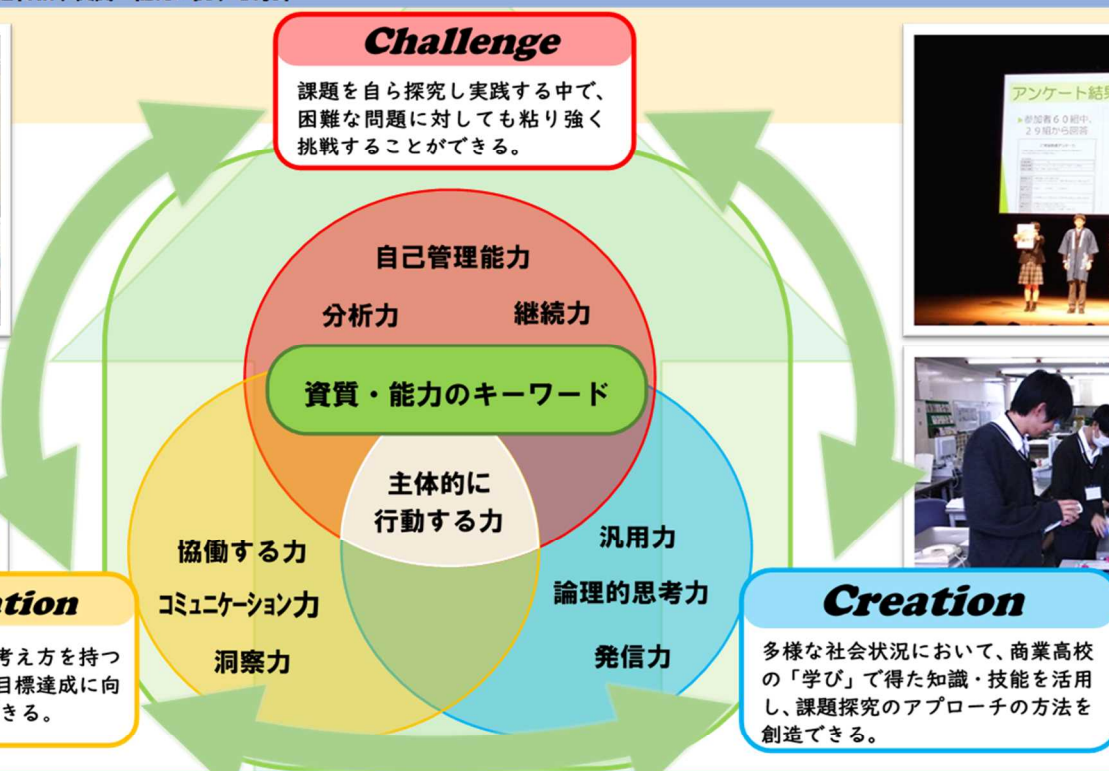 Challenge
課題を自ら探究し実践する中で、
困難な問題に対しても粘り強く
挑戦することができる。
アンケート結果
▶参加者60組中、
29組から回答
自己管理能力
分析力
継続力
資質・能力のキーワード
主体的に
行動する力
協働する力
コミュニケーション力
洞察力
汎用力
論理的思考力
発信力
ation
考え方を持つ
目標達成に向
きる。
Creation
多様な社会状況において、商業高校
の「学び」で得た知識・技能を活用
し、課題探究のアプローチの方法を
創造できる。